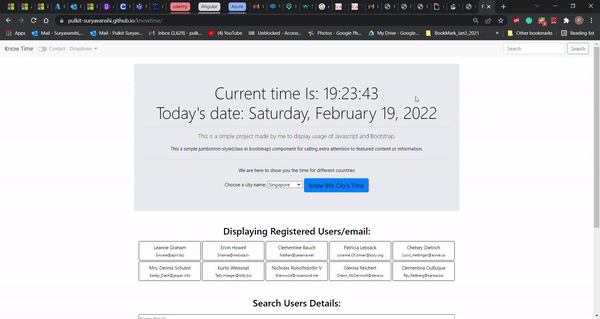 udemy Angular Azure
pulkit-suryavanshi.github.io/knowtime/
Apps Mail - Suryavanshi,... Mail - Pulkit Suryav... Inbox (3,629) - pulk... (4) YouTube Unblocked - Access... Photos - Google Ph... My Drive - Google... BookMark_Jan3_2021 Other bookmarks Reading list
Know Time Contact Dropdown Search Search
Current time Is: 19:23:43
Today's date: Saturday, February 19, 2022
This is a simple project made by me to display usage of Javascript and Bootstrap.
This a simple jumbotron-style(class in bootstrap) component for calling extra attention to featured content or information.
We are here to show you the time for different countries
Choose a city name: Singapore Know this City's Time
Displaying Registered Users/email:
Leanne Graham Ervin Howell Clementine Bauch Patricia Lebsack Chelsey Dietrich
Sincere@april.biz Shanna@melissa.tv Nathan@yesenia.net Julianne.OConner@kory.org Lucio_Hettinger@annie.ca
Mrs. Dennis Schulist Kurtis Weissnat Nicholas Runolfsdottir V Glenna Reichert Clementina DuBuque
Karley_Dach@jasper.info Telly.Hoeger@billy.biz Sherwood@rosamond.me Chaim_McDermott@dana.io Rey.Padberg@karina.biz
Search Users Details: